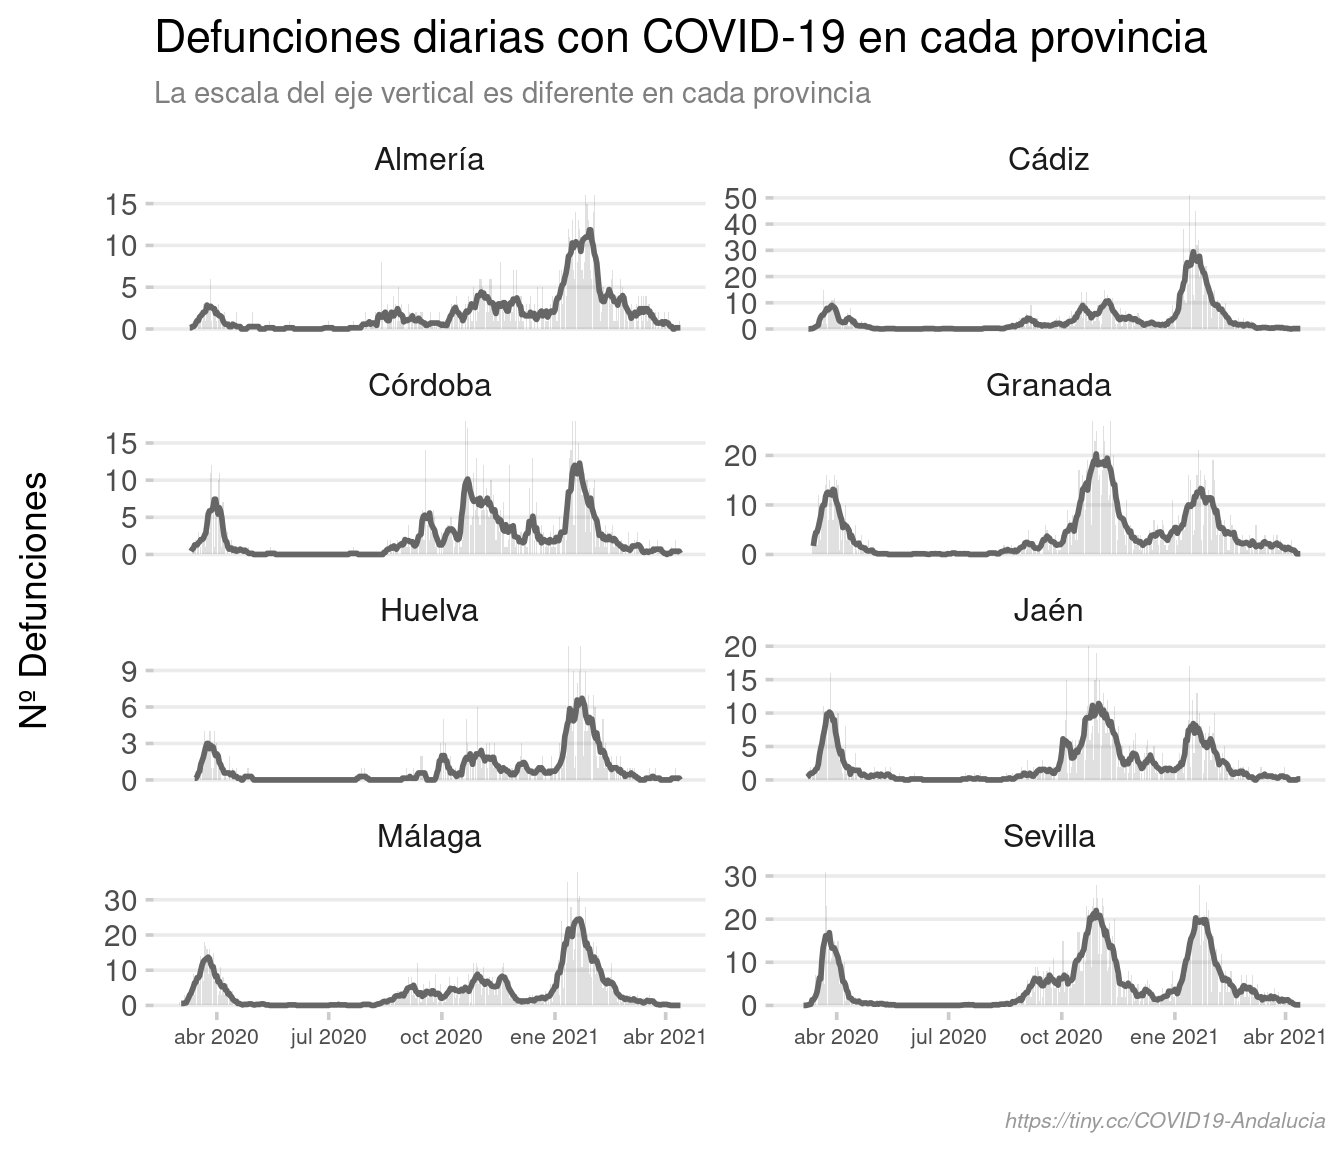 Defunciones diarias con COVID-19 en cada provincia
La escala del eje vertical es diferente en cada provincia
Nº Defunciones
Almería
15
10
5
0
Cádiz
50
40
30
20
10
0
Córdoba
15
10
5
0
Granada
20
10
0
Huelva
9
6
3
0
Jaén
20
15
10
5
0
Málaga
30
20
10
0
abr 2020 jul 2020 oct 2020 ene 2021 abr 2021
Sevilla
30
20
10
0
abr 2020 jul 2020 oct 2020 ene 2021 abr 2021
https://tiny.cc/COVID19-Andalucia